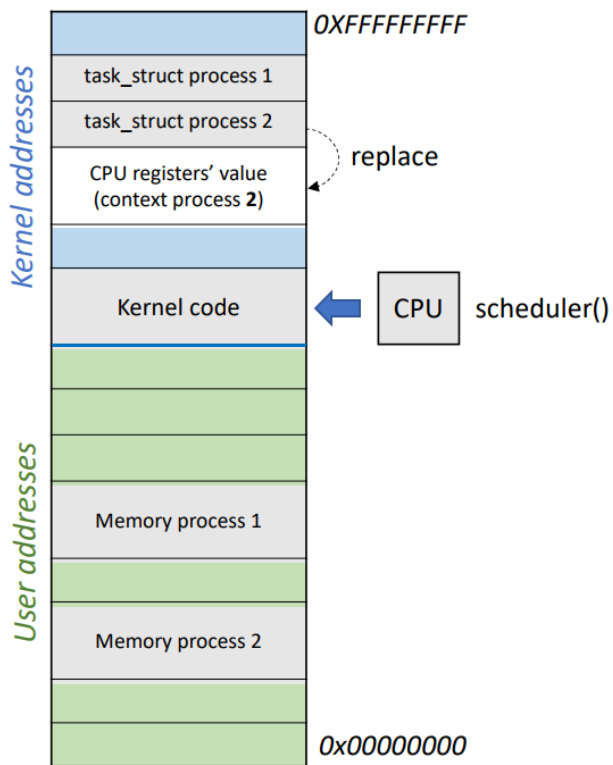 0XFFFFFFFFF
Kernel addresses
task_struct process 1
task_struct process 2
replace
CPU registers’ value
(context process 2)
Kernel code
CPU
scheduler()
User addresses
Memory process 1
Memory process 2
0x00000000